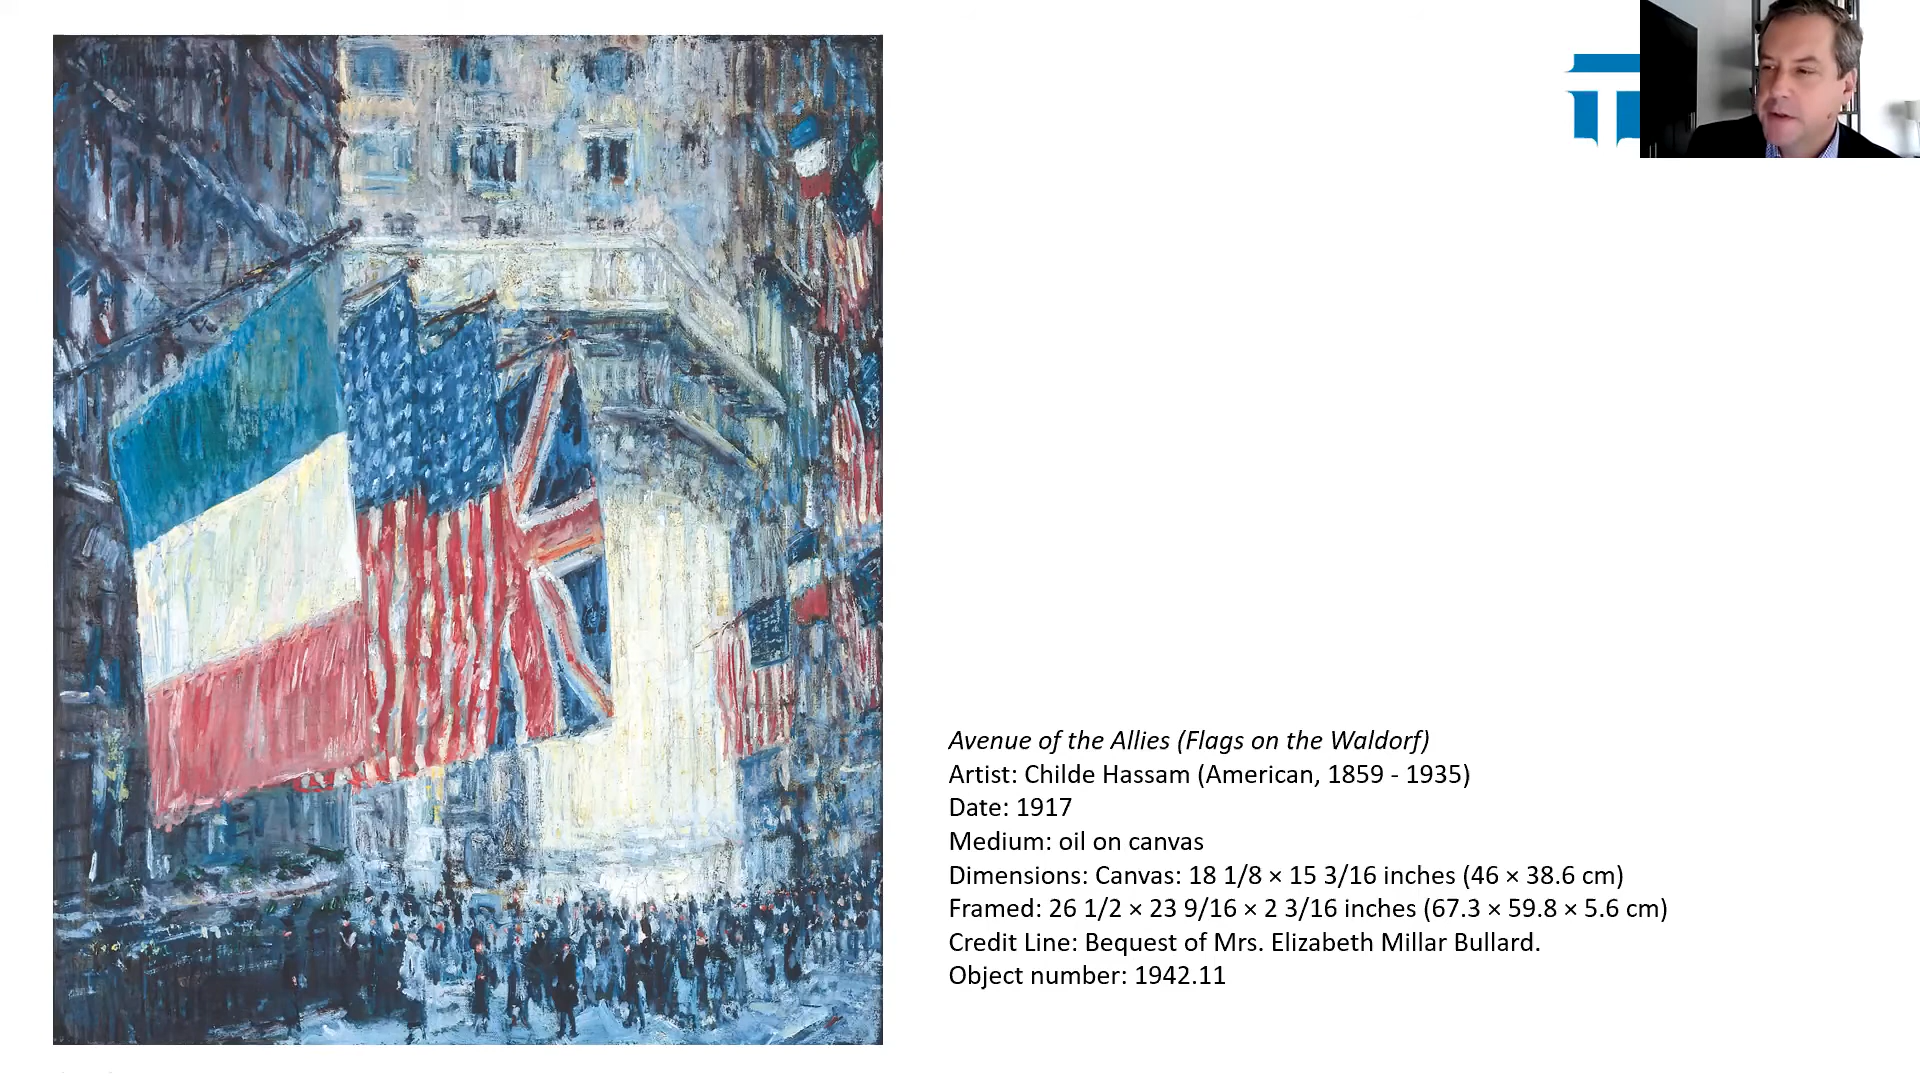 Avenue of the Allies (Flags on the Waldorf)
Artist: Childe Hassam (American, 1859 - 1935)
Date: 1917
Medium: oil on canvas
Dimensions: Canvas: 18 1/8 × 15 3/16 inches (46 × 38.6 cm)
Framed: 26 1/2 × 23 9/16 × 2 3/16 inches (67.3 × 59.8 × 5.6 cm)
Credit Line: Bequest of Mrs. Elizabeth Millar Bullard.
Object number: 1942.11